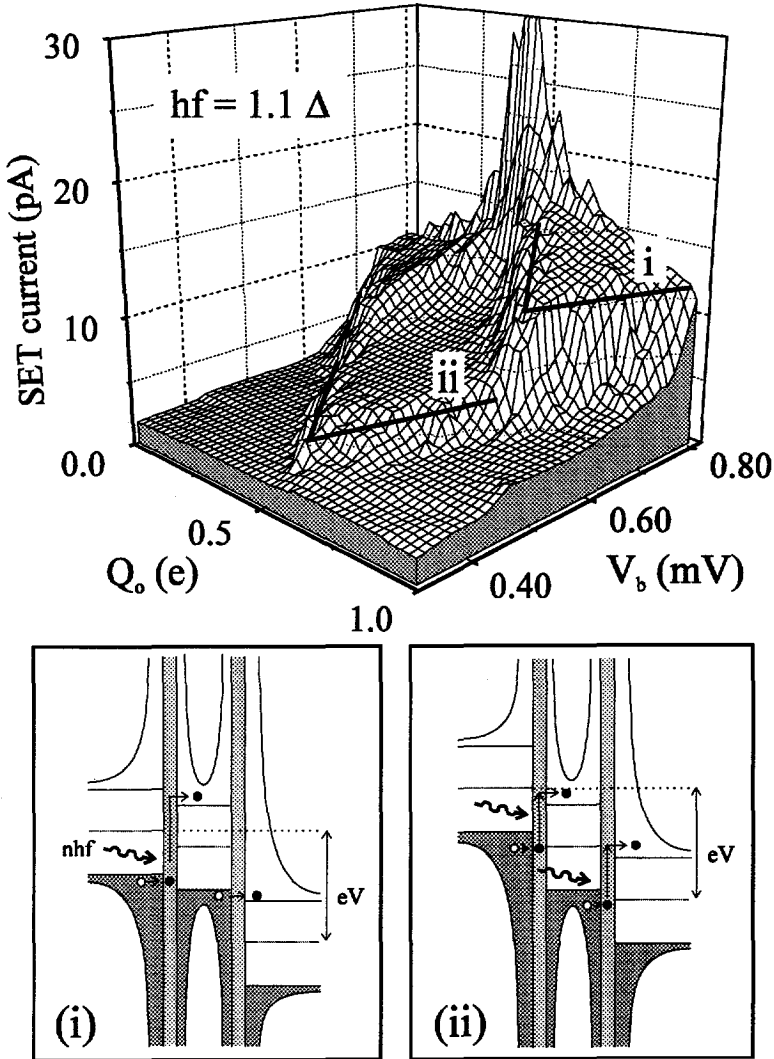 30
hf = 1.1 Δ
20
SET current (pA)
i
10
ii
0.0
0.80
0.5
0.60
Qₒ (e)
V_b (mV)
0.40
1.0
nhf
eV
(i)
eV
(ii)